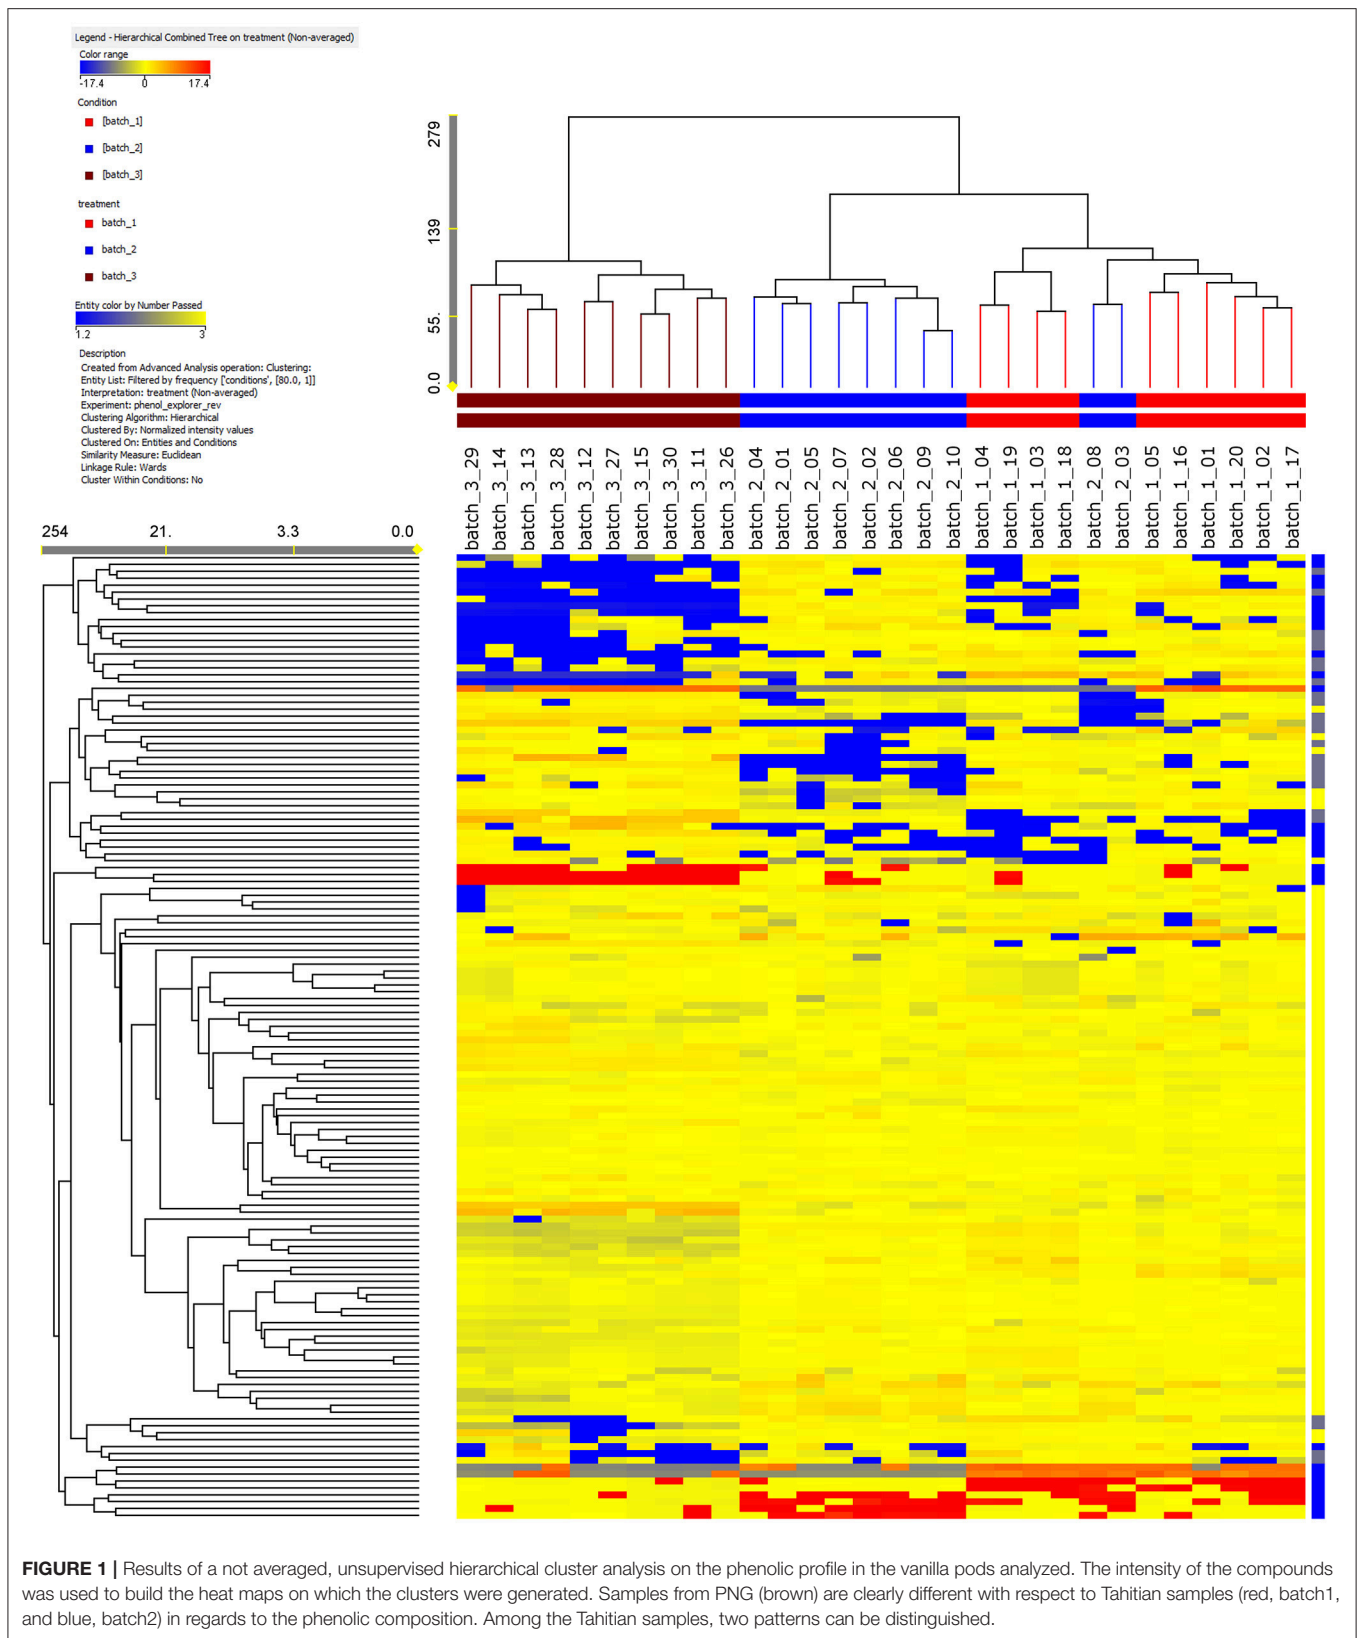 Legend - Hierarchical Combined Tree on treatment (Non-averaged)
Color range
-17.4 0 17.4
Condition
[batch_1]
[batch_2]
[batch_3]
treatment
batch_1
batch_2
batch_3
Entity color by Number Passed
1.2 3
Description
Created from Advanced Analysis operation: Clustering:
Entity List: Filtered by frequency ['conditions', [80.0, 1]]
Interpretation: treatment (Non-averaged)
Experiment: phenol_explorer_rev
Clustering Algorithm: Hierarchical
Clustered By: Normalized intensity values
Clustered On: Entities and Conditions
Similarity Measure: Euclidean
Linkage Rule: Wards
Cluster Within Conditions: No
279
139
55.
0.0
batch_3_29
batch_3_14
batch_3_13
batch_3_28
batch_3_12
batch_3_27
batch_3_15
batch_3_30
batch_3_11
batch_3_26
batch_2_04
batch_2_01
batch_2_05
batch_2_07
batch_2_02
batch_2_06
batch_2_09
batch_2_10
batch_1_04
batch_1_19
batch_1_03
batch_1_18
batch_2_08
batch_2_03
batch_1_05
batch_1_16
batch_1_01
batch_1_20
batch_1_02
batch_1_17
254 21. 3.3 0.0
FIGURE 1 | Results of a not averaged, unsupervised hierarchical cluster analysis on the phenolic profile in the vanilla pods analyzed. The intensity of the compounds
was used to build the heat maps on which the clusters were generated. Samples from PNG (brown) are clearly different with respect to Tahitian samples (red, batch1,
and blue, batch2) in regards to the phenolic composition. Among the Tahitian samples, two patterns can be distinguished.